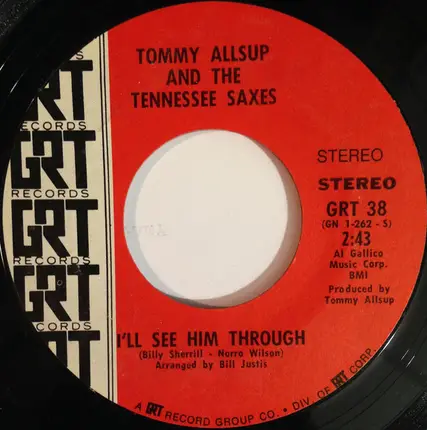 TOMMY ALLSUP
AND THE
TENNESSEE SAXES
GRT
RECORDS
GRT
RECORDS
GRT
RECORDS
GRT
RECORDS
GRT
STEREO
STEREO
GRT 38
(GN 1-262 - S)
2:43
Al Gallico
Music Corp.
BMI
Produced by
Tommy Allsup
I'LL SEE HIM THROUGH
(Billy Sherrill - Nurro Wilson)
Arranged by Bill Justis
A GRT RECORD GROUP CO. • DIV. OF GRT CORP.